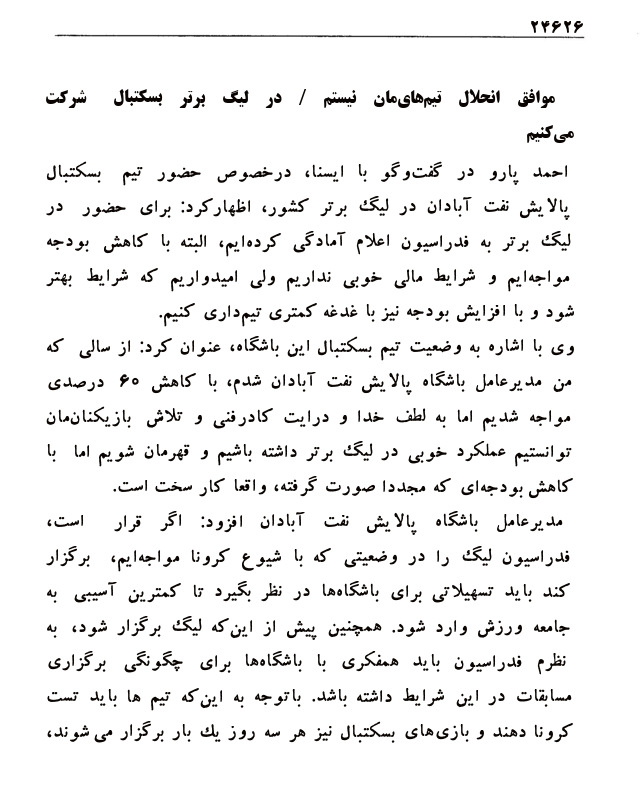 ۲۴۶۲۶
موافق انحلال تیم‌های‌مان نیستم / در لیگ برتر بسکتبال شرکت
می‌کنیم
احمد پارو در گفت‌وگو با ایسنا، درخصوص حضور تیم بسکتبال
پالایش نفت آبادان در لیگ برتر کشور، اظهارکرد: برای حضور در
لیگ برتر به فدراسیون اعلام آمادگی کرده‌ایم، البته با کاهش بودجه
مواجه‌ایم و شرایط مالی خوبی نداریم ولی امیدواریم که شرایط بهتر
شود و با افزایش بودجه نیز با غدغه کمتری تیم‌داری کنیم.
وی با اشاره به وضعیت تیم بسکتبال این باشگاه، عنوان کرد: از سالی که
من مدیرعامل باشگاه پالایش نفت آبادان شدم، با کاهش ۶۰ درصدی
مواجه شدیم اما به لطف خدا و درایت کادرفنی و تلاش بازیکنان‌مان
توانستیم عملکرد خوبی در لیگ برتر داشته باشیم و قهرمان شویم اما با
کاهش بودجه‌ای که مجددا صورت گرفته، واقعا کار سخت است.
مدیرعامل باشگاه پالایش نفت آبادان افزود: اگر قرار است،
فدراسیون لیگ را در وضعیتی که با شیوع کرونا مواجه‌ایم، برگزار
کند باید تسهیلاتی برای باشگاه‌ها در نظر بگیرد تا کمترین آسیبی به
جامعه ورزش وارد شود. همچنین پیش از این‌که لیگ برگزار شود، به
نظرم فدراسیون باید همفکری با باشگاه‌ها برای چگونگی برگزاری
مسابقات در این شرایط داشته باشد. باتوجه به این‌که تیم ها باید تست
کرونا دهند و بازی‌های بسکتبال نیز هر سه روز یك بار برگزار می شوند،